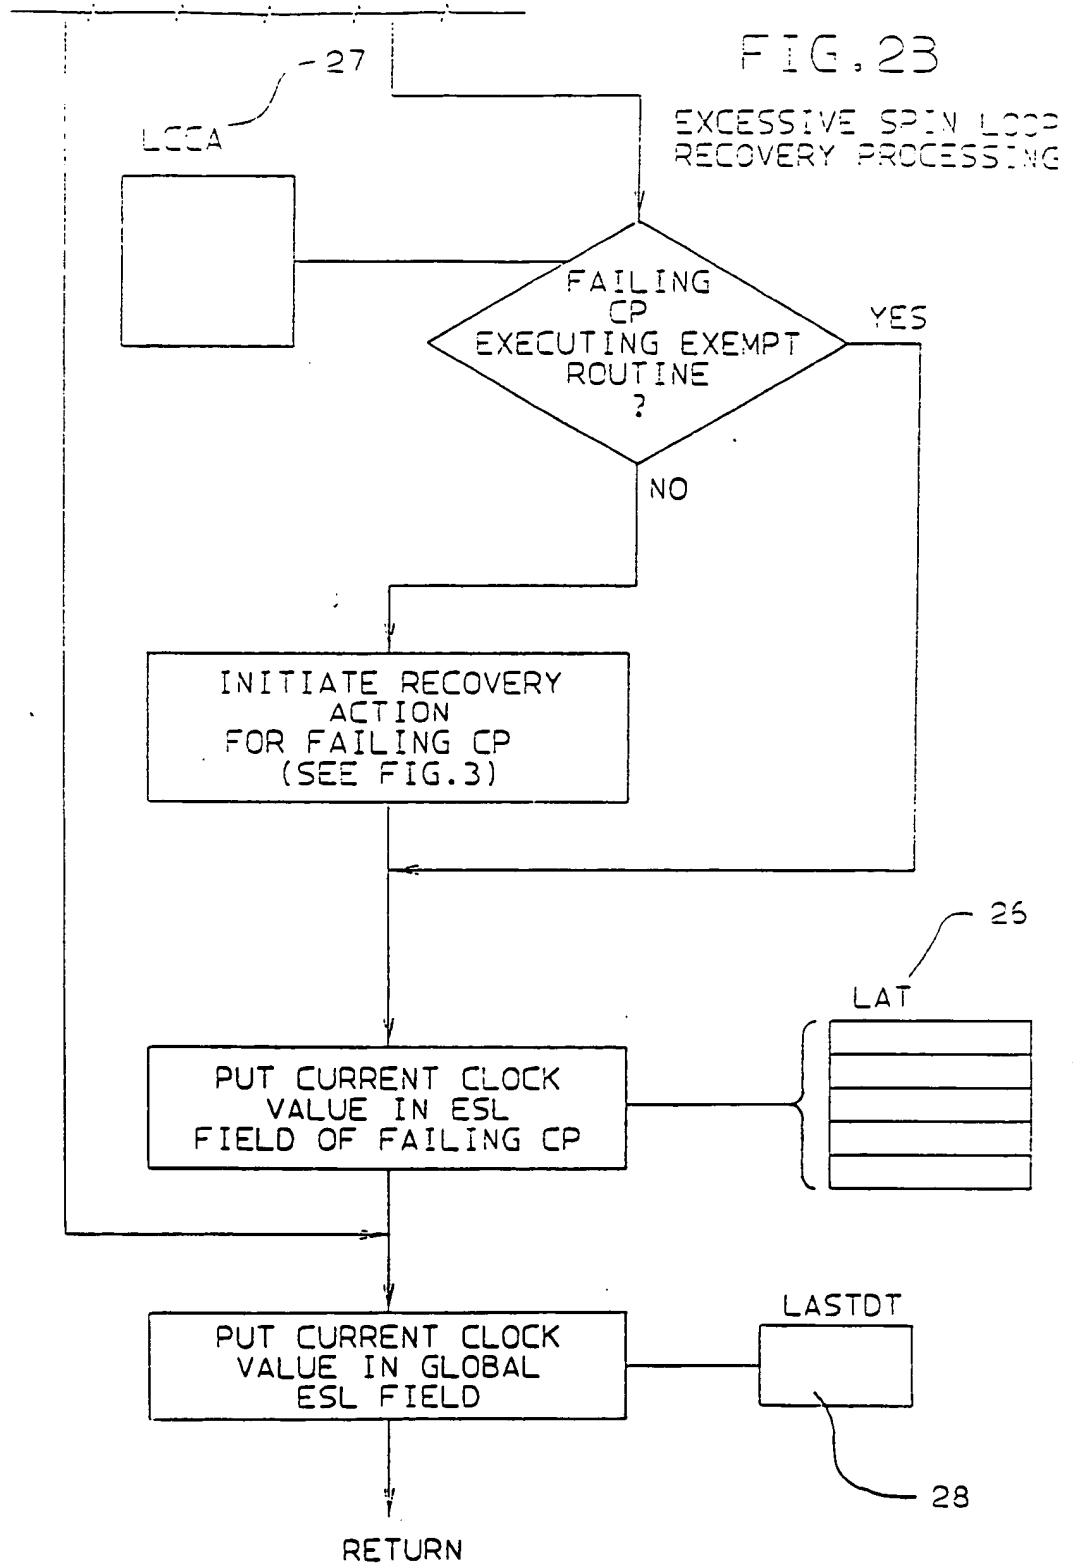 FIG.2B
27
EXCESSIVE SPIN LOOP
RECOVERY PROCESSING
LCCA
FAILING
CP
EXECUTING EXEMPT
ROUTINE
?
YES
NO
INITIATE RECOVERY
ACTION
FOR FAILING CP
(SEE FIG.3)
26
LAT
PUT CURRENT CLOCK
VALUE IN ESL
FIELD OF FAILING CP
LASTDT
PUT CURRENT CLOCK
VALUE IN GLOBAL
ESL FIELD
28
RETURN